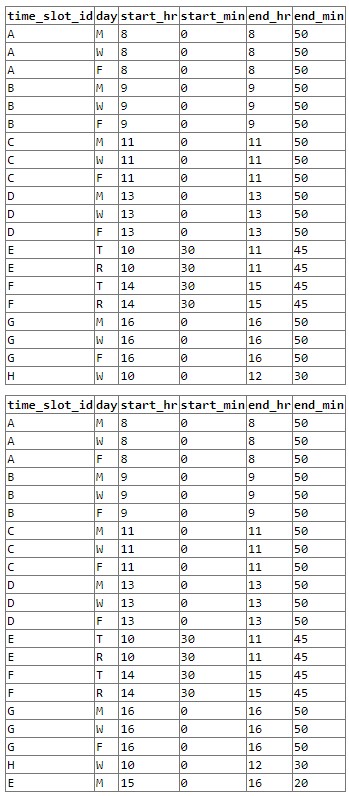 time_slot_id day start_hr start_min end_hr end_min
A M 8 0 8 50
A W 8 0 8 50
A F 8 0 8 50
B M 9 0 9 50
B W 9 0 9 50
B F 9 0 9 50
C M 11 0 11 50
C W 11 0 11 50
C F 11 0 11 50
D M 13 0 13 50
D W 13 0 13 50
D F 13 0 13 50
E T 10 30 11 45
E R 10 30 11 45
F T 14 30 15 45
F R 14 30 15 45
G M 16 0 16 50
G W 16 0 16 50
G F 16 0 16 50
H W 10 0 12 30
time_slot_id day start_hr start_min end_hr end_min
A M 8 0 8 50
A W 8 0 8 50
A F 8 0 8 50
B M 9 0 9 50
B W 9 0 9 50
B F 9 0 9 50
C M 11 0 11 50
C W 11 0 11 50
C F 11 0 11 50
D M 13 0 13 50
D W 13 0 13 50
D F 13 0 13 50
E T 10 30 11 45
E R 10 30 11 45
F T 14 30 15 45
F R 14 30 15 45
G M 16 0 16 50
G W 16 0 16 50
G F 16 0 16 50
H W 10 0 12 30
E M 15 0 16 20